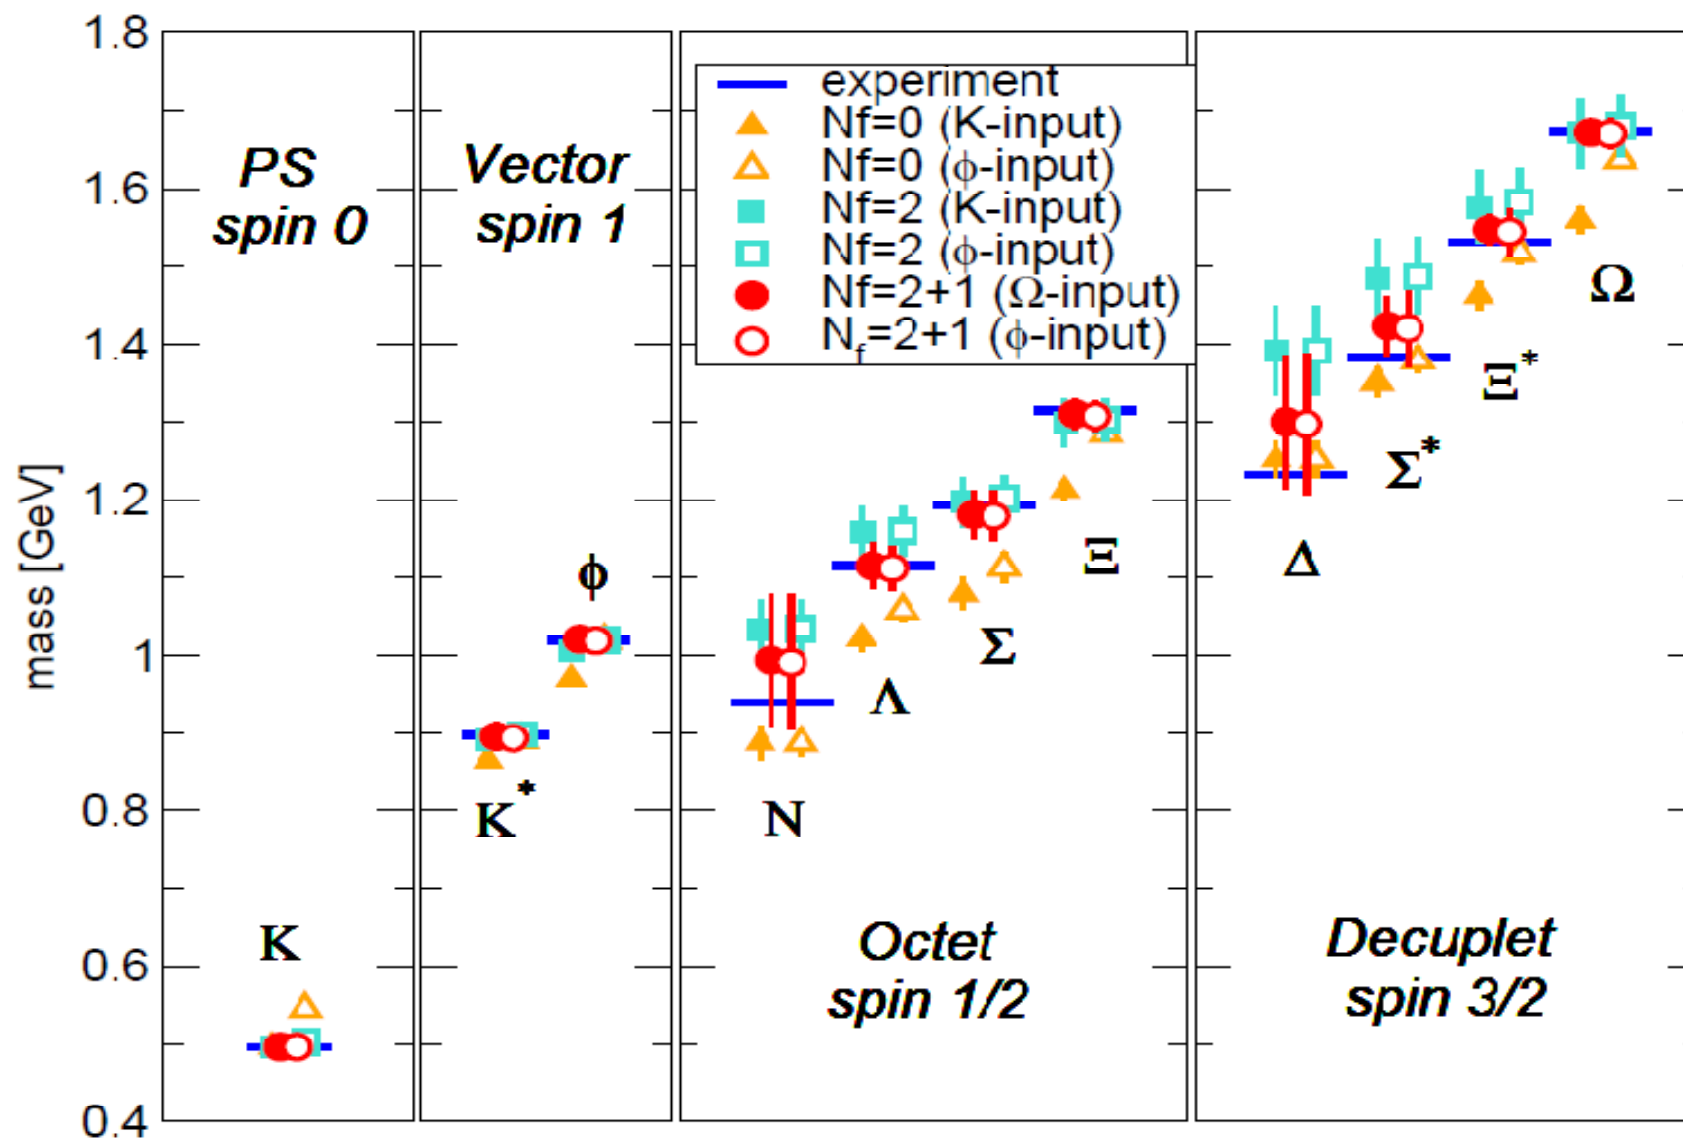 1.8
1.6
1.4
1.2
1
0.8
0.6
0.4
mass [GeV]
PS
spin 0
K
Vector
spin 1
K*
ϕ
experiment
Nf=0 (K-input)
Nf=0 (ϕ-input)
Nf=2 (K-input)
Nf=2 (ϕ-input)
Nf=2+1 (Ω-input)
N_f=2+1 (ϕ-input)
N
Λ
Σ
Ξ
Octet
spin 1/2
Δ
Σ*
Ξ*
Ω
Decuplet
spin 3/2